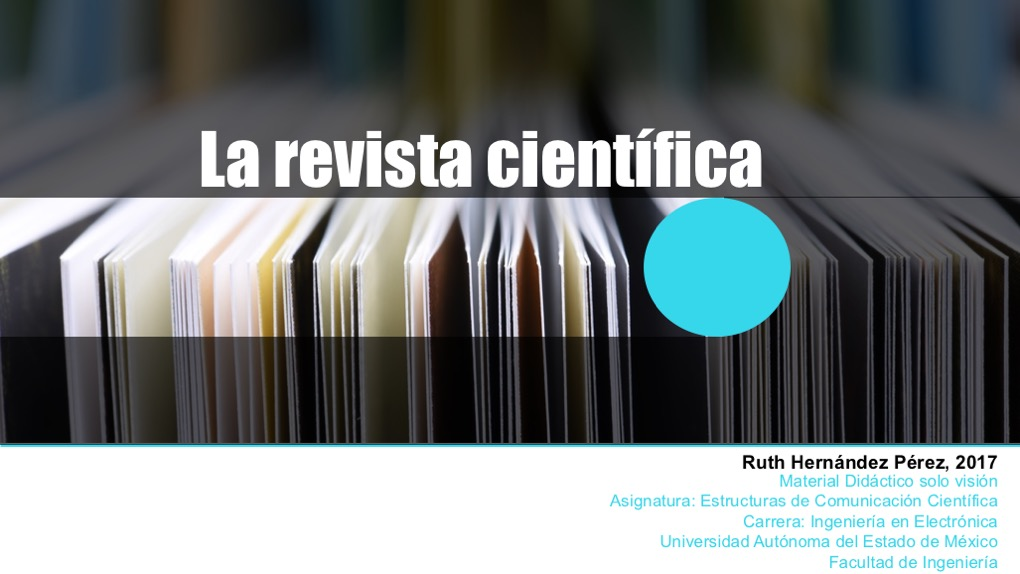 La revista científica
Ruth Hernández Pérez, 2017
Material Didáctico solo visión
Asignatura: Estructuras de Comunicación Científica
Carrera: Ingeniería en Electrónica
Universidad Autónoma del Estado de México
Facultad de Ingeniería